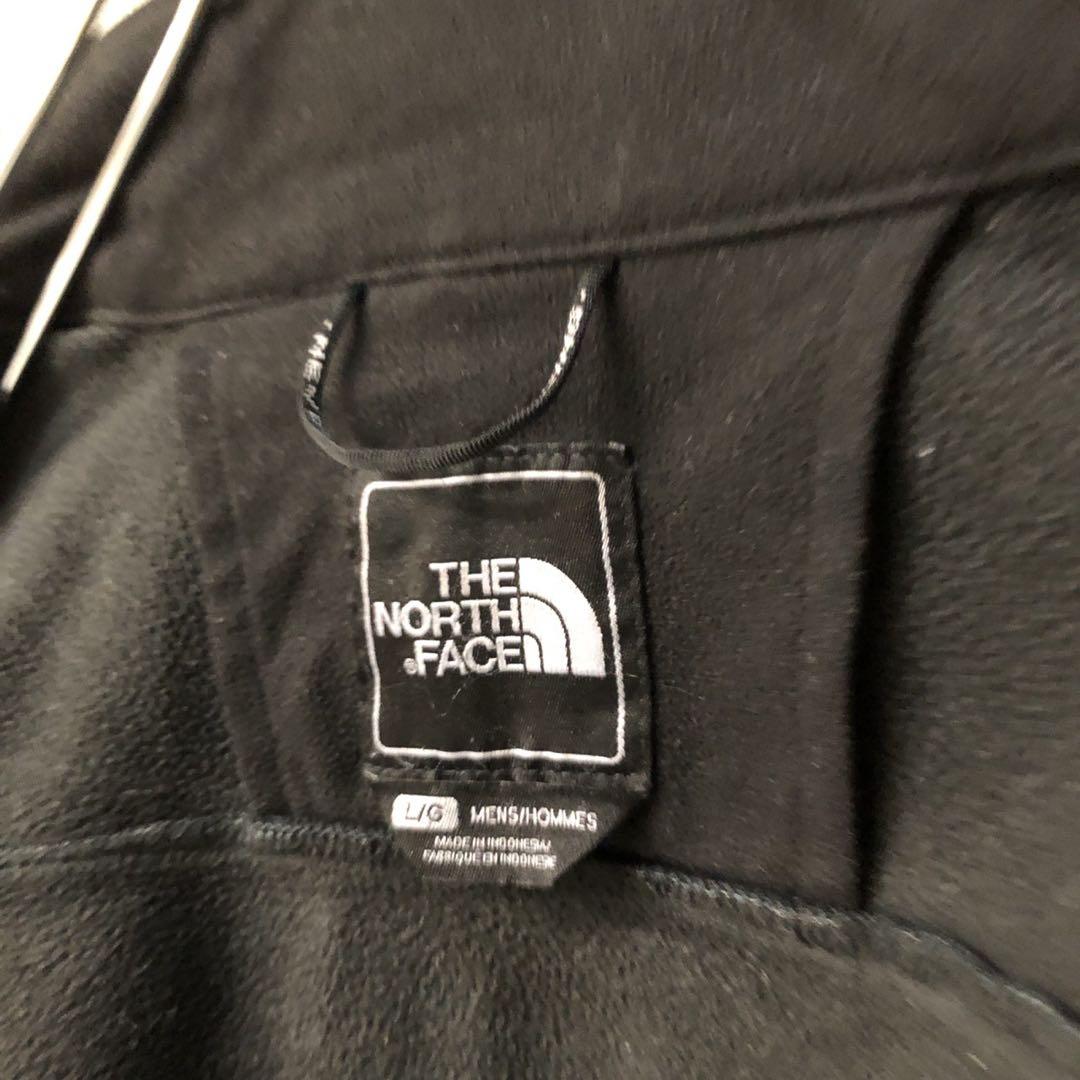 THE
NORTH
®FACE
L/G MENS/HOMMES
MADE IN INDONESIA
FABRIQUE EN INDONESIE